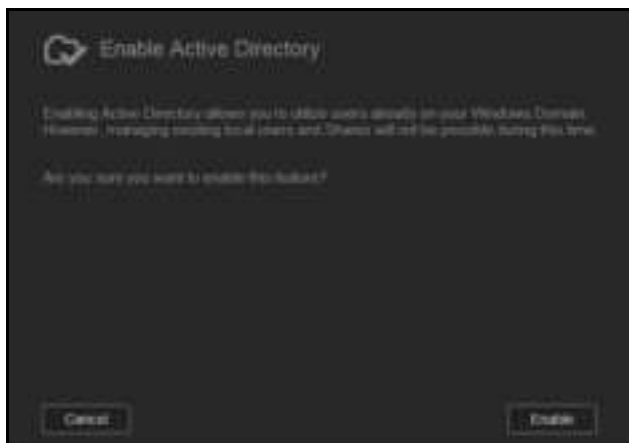 Enable Active Directory
Enabling Active Directory allows you to utilize users already on your Windows Domain.
However, managing existing local users and Shares will not be possible during this time.
Are you sure you want to enable this feature?
Cancel
Enable